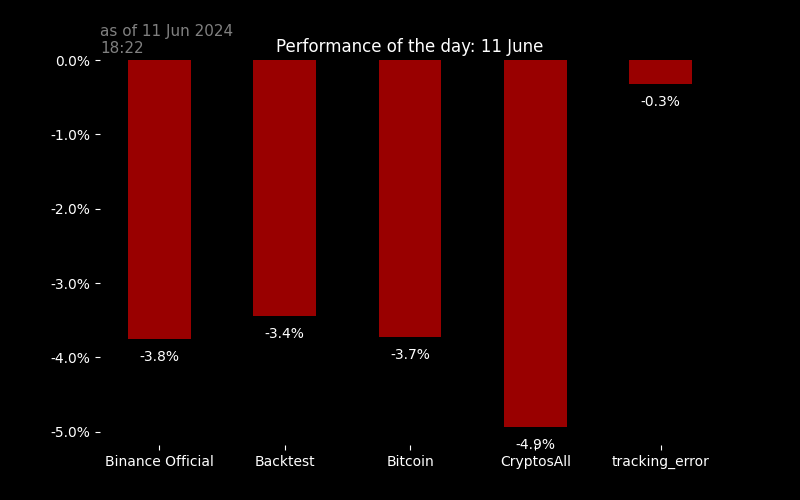 as of 11 Jun 2024
18:22
Performance of the day: 11 June
0.0%
-1.0%
-2.0%
-3.0%
-4.0%
-5.0%
-3.8%
-3.4%
-3.7%
-4.9%
-0.3%
Binance Official
Backtest
Bitcoin
CryptosAll
tracking_error